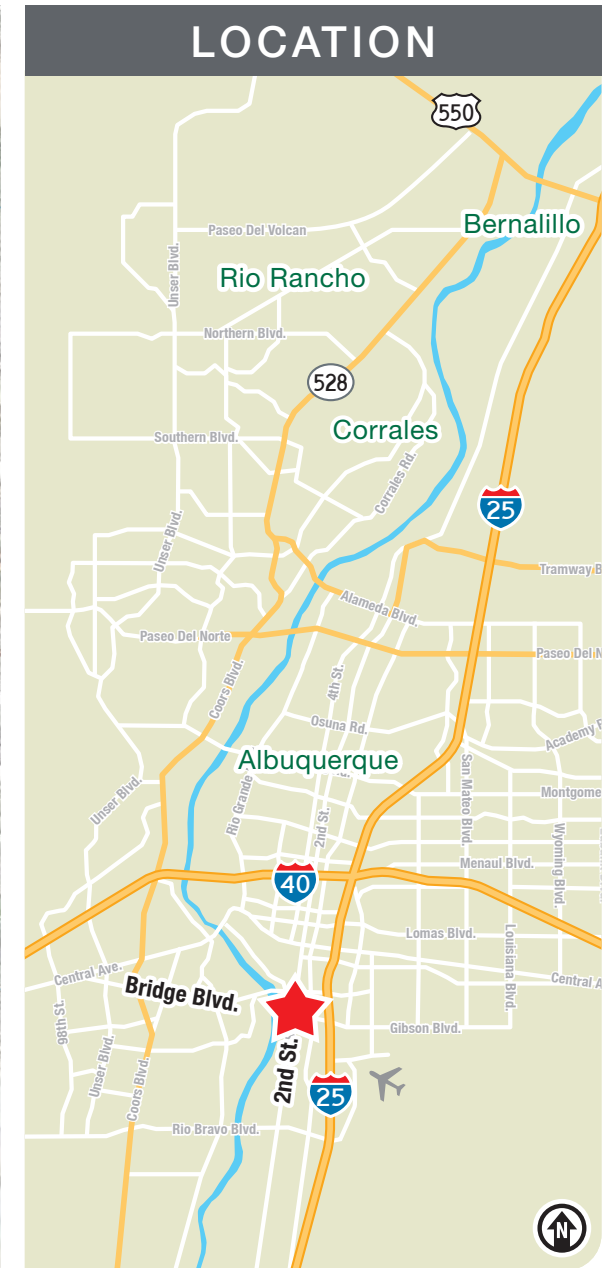 LOCATION
550
Bernalillo
Paseo Del Volcan
Unser Blvd.
Rio Rancho
Northern Blvd.
528
Corrales
Southern Blvd.
Corrales Rd.
25
Unser Blvd.
Tramway B
Alameda Blvd.
Paseo Del Norte
Paseo Del N
4th St.
Coors Blvd.
Osuna Rd.
Academy
Albuquerque
San Mateo Blvd.
Unser Blvd.
Rio Grande
2nd St.
Montgome
Wyoming Blvd.
Menaul Blvd.
40
Lomas Blvd.
Louisiana Blvd.
Central Ave.
Central A
Bridge Blvd.
98th St.
Gibson Blvd.
Unser Blvd.
2nd St.
Coors Blvd.
25
Rio Bravo Blvd.
N